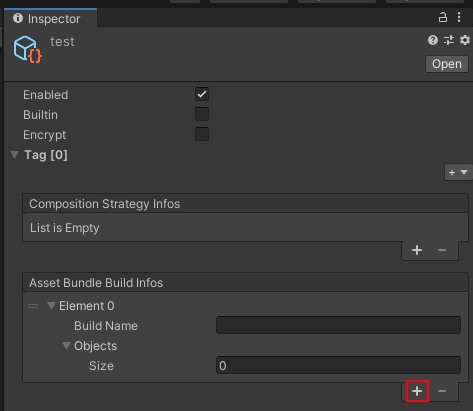 Inspector
test
Open
Enabled
Builtin
Encrypt
Tag [0]
Composition Strategy Infos
List is Empty
Asset Bundle Build Infos
Element 0
Build Name
Objects
Size 0